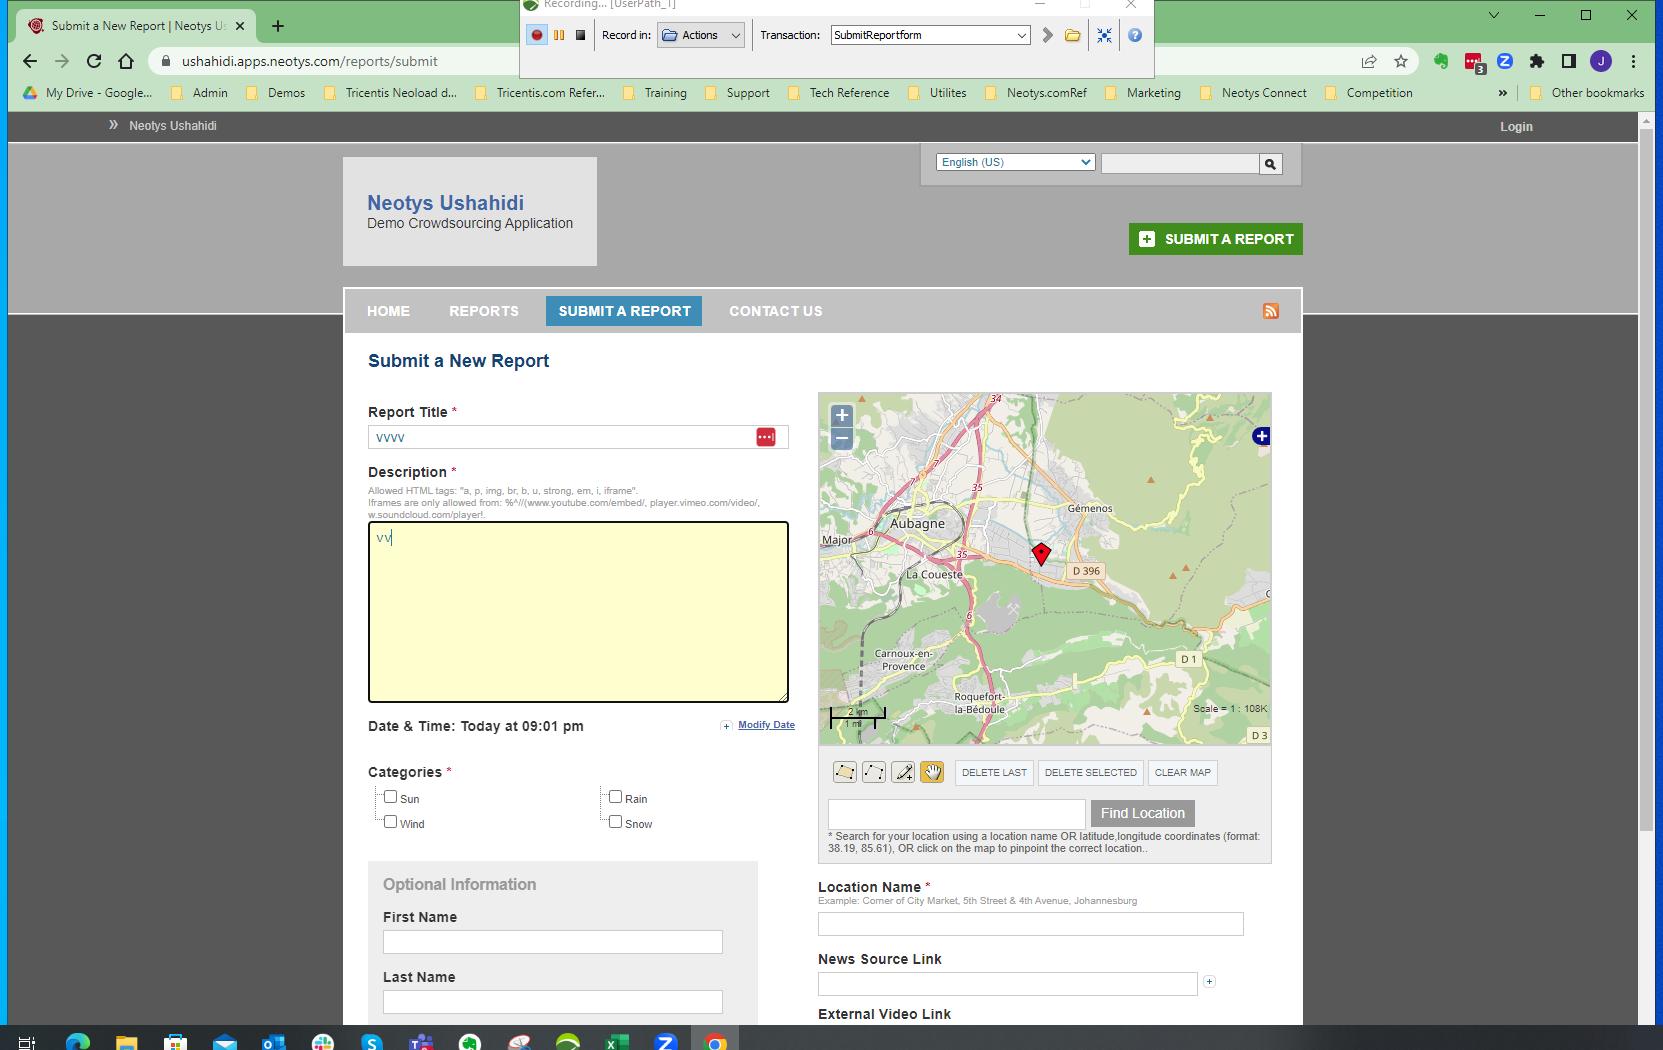 Submit a New Report | Neotys Us
Recording... [UserPath_1]
Record in:
Actions
Transaction:
SubmitReportform
ushahidi.apps.neotys.com/reports/submit
3
J
My Drive - Google...
Admin
Demos
Tricentis Neoload d...
Tricentis.com Refer...
Training
Support
Tech Reference
Utilites
Neotys.comRef
Marketing
Neotys Connect
Competition
»
Other bookmarks
» Neotys Ushahidi
Login
English (US)
Neotys Ushahidi
Demo Crowdsourcing Application
SUBMIT A REPORT
HOME
REPORTS
SUBMIT A REPORT
CONTACT US
Submit a New Report
Report Title *
vvvv
Description *
Allowed HTML tags: "a, p, img, br, b, u, strong, em, i, iframe".
Iframes are only allowed from: %^//(www.youtube.com/embed/, player.vimeo.com/video/,
w.soundcloud.com/player!.
vv
Date & Time: Today at 09:01 pm
Modify Date
Categories *
Sun
Rain
Wind
Snow
Optional Information
First Name
Last Name
34
7
35
7
Gémenos
Aubagne
6
Major
35
La Coueste
D 396
6
Carnoux-en-
Provence
D 1
Roquefort-
la-Bédoule
2 km
1 mi
Scale = 1 : 108K
D 3
DELETE LAST
DELETE SELECTED
CLEAR MAP
Find Location
* Search for your location using a location name OR latitude,longitude coordinates (format:
38.19, 85.61), OR click on the map to pinpoint the correct location..
Location Name *
Example: Corner of City Market, 5th Street & 4th Avenue, Johannesburg
News Source Link
External Video Link